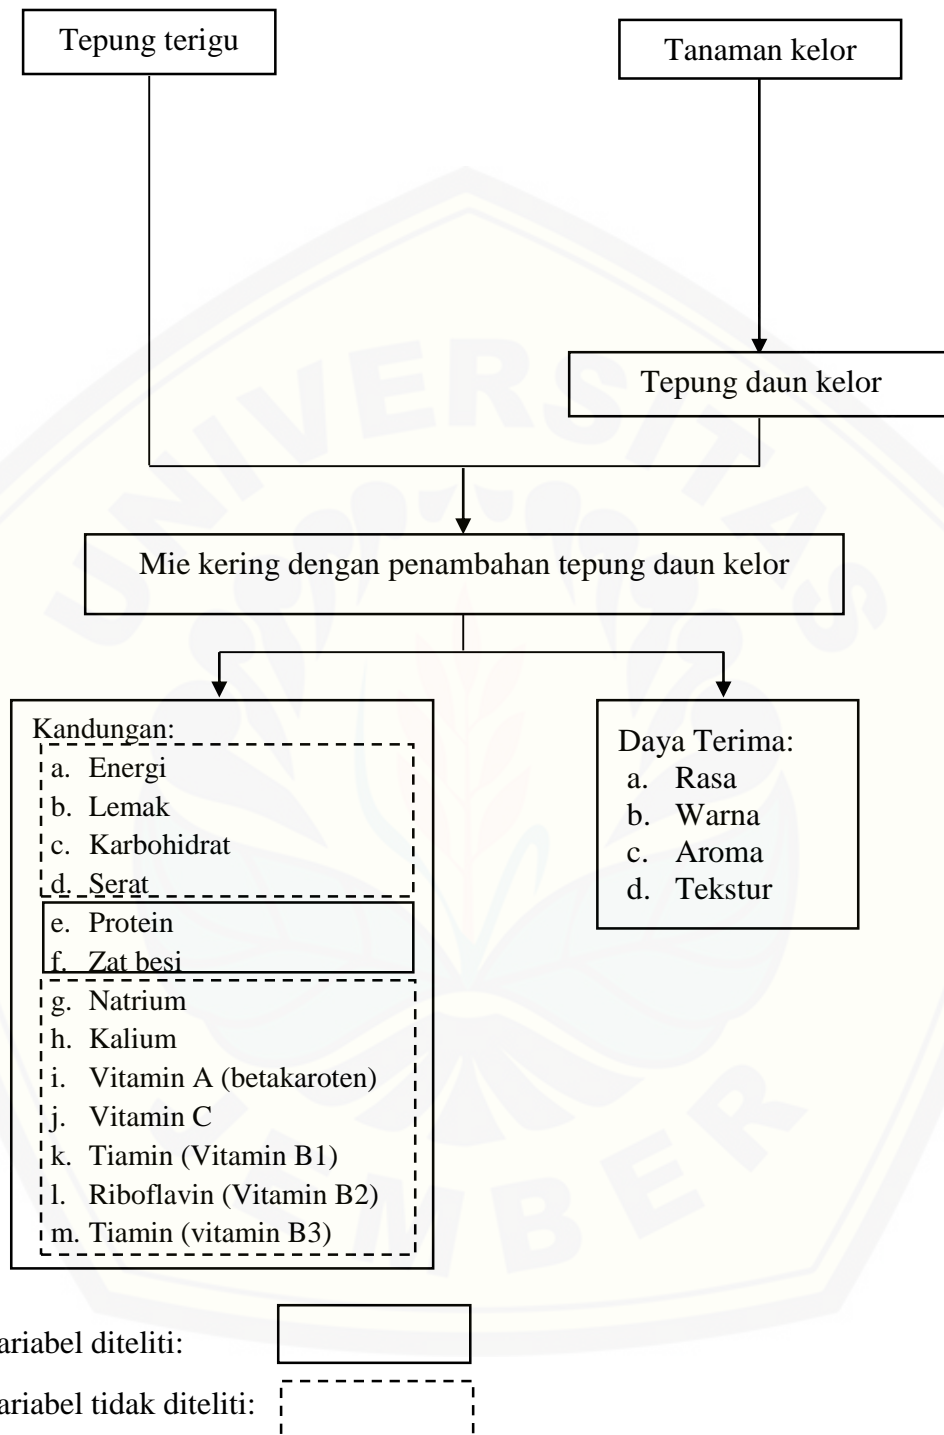 Tepung terigu
Tanaman kelor
Tepung daun kelor
Mie kering dengan penambahan tepung daun kelor
Kandungan:
a. Energi
b. Lemak
c. Karbohidrat
d. Serat
e. Protein
f. Zat besi
g. Natrium
h. Kalium
i. Vitamin A (betakaroten)
j. Vitamin C
k. Tiamin (Vitamin B1)
l. Riboflavin (Vitamin B2)
m. Tiamin (vitamin B3)
Daya Terima:
a. Rasa
b. Warna
c. Aroma
d. Tekstur
ariabel diteliti:
ariabel tidak diteliti:
UNIVERSITAS
JEMBER